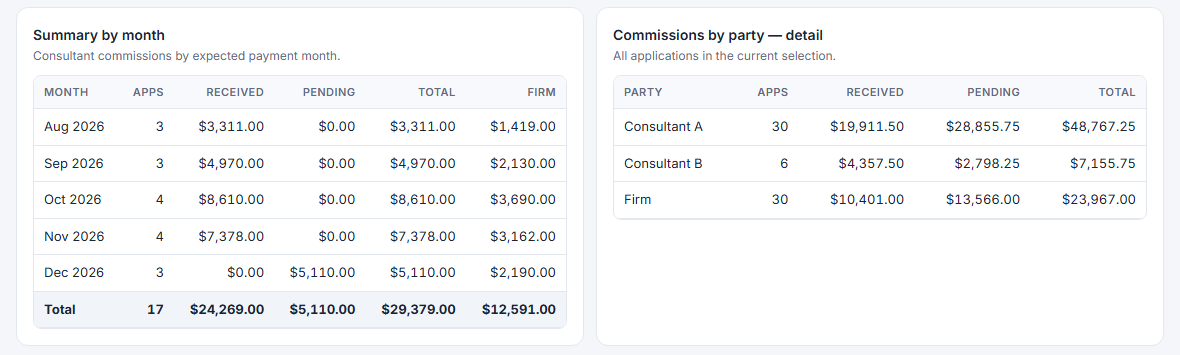 Summary by month
Consultant commissions by expected payment month.
MONTH APPS RECEIVED PENDING TOTAL FIRM
Aug 2026 3 $3,311.00 $0.00 $3,311.00 $1,419.00
Sep 2026 3 $4,970.00 $0.00 $4,970.00 $2,130.00
Oct 2026 4 $8,610.00 $0.00 $8,610.00 $3,690.00
Nov 2026 4 $7,378.00 $0.00 $7,378.00 $3,162.00
Dec 2026 3 $0.00 $5,110.00 $5,110.00 $2,190.00
Total 17 $24,269.00 $5,110.00 $29,379.00 $12,591.00
Commissions by party — detail
All applications in the current selection.
PARTY APPS RECEIVED PENDING TOTAL
Consultant A 30 $19,911.50 $28,855.75 $48,767.25
Consultant B 6 $4,357.50 $2,798.25 $7,155.75
Firm 30 $10,401.00 $13,566.00 $23,967.00